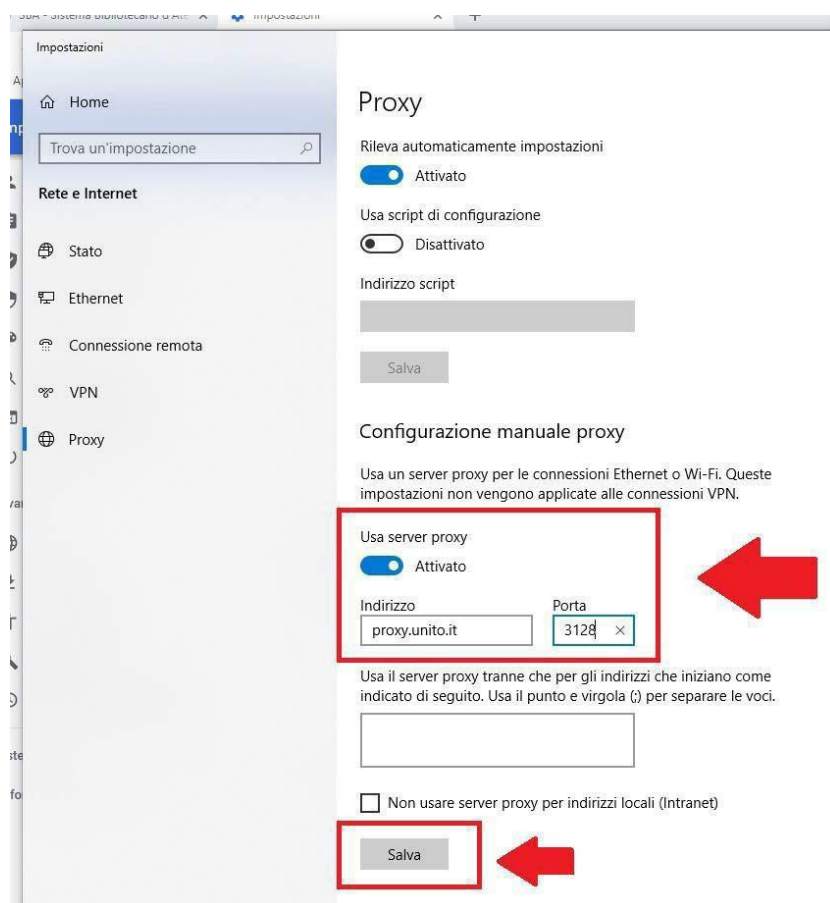 Impostazioni
Impostazioni
Home
Trova un'impostazione
Rete e Internet
Stato
Ethernet
Connessione remota
VPN
Proxy
Proxy
Rileva automaticamente impostazioni
Attivato
Usa script di configurazione
Disattivato
Indirizzo script
Salva
Configurazione manuale proxy
Usa un server proxy per le connessioni Ethernet o Wi-Fi. Queste
impostazioni non vengono applicate alle connessioni VPN.
Usa server proxy
Attivato
Indirizzo Porta
proxy.unito.it 3128
Usa il server proxy tranne che per gli indirizzi che iniziano come
indicato di seguito. Usa il punto e virgola (;) per separare le voci.
Non usare server proxy per indirizzi locali (Intranet)
Salva